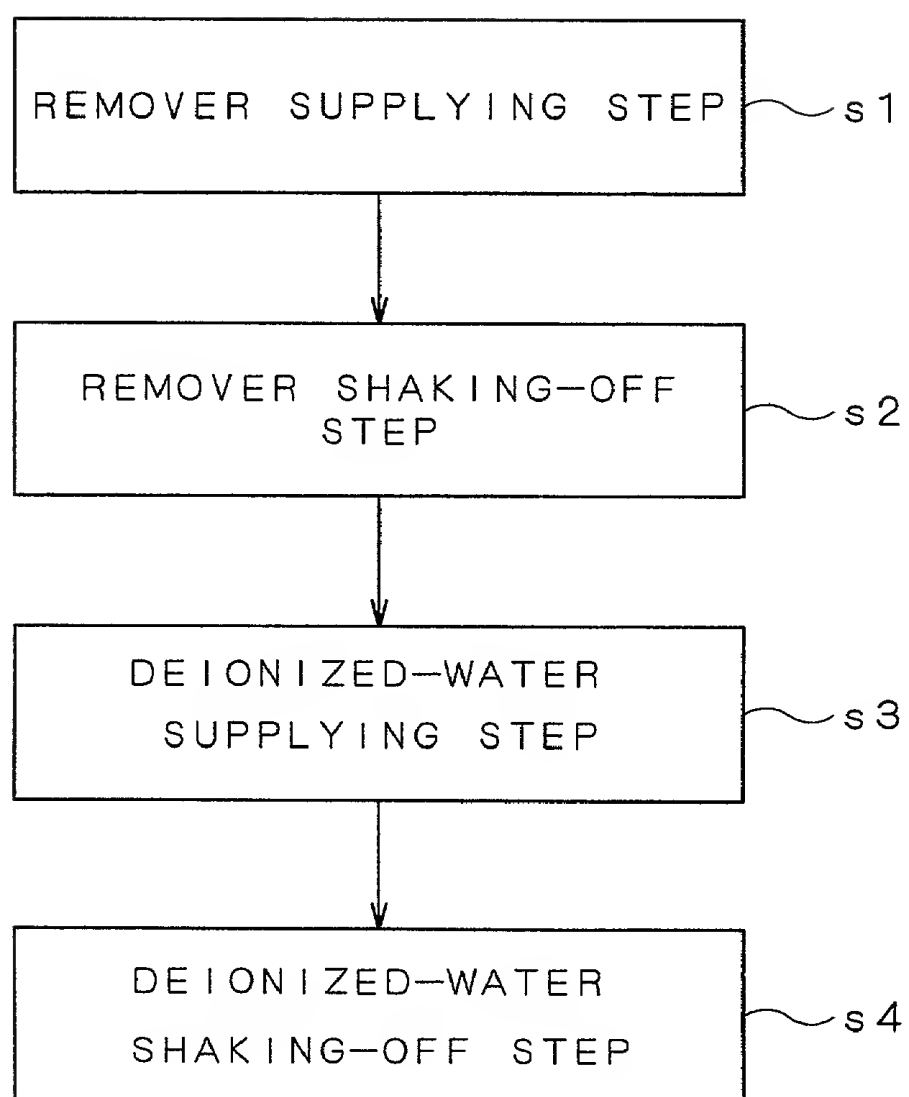 REMOVER SUPPLYING STEP
s1
REMOVER SHAKING-OFF
STEP
s2
DEIONIZED-WATER
SUPPLYING STEP
s3
DEIONIZED-WATER
SHAKING-OFF STEP
s4